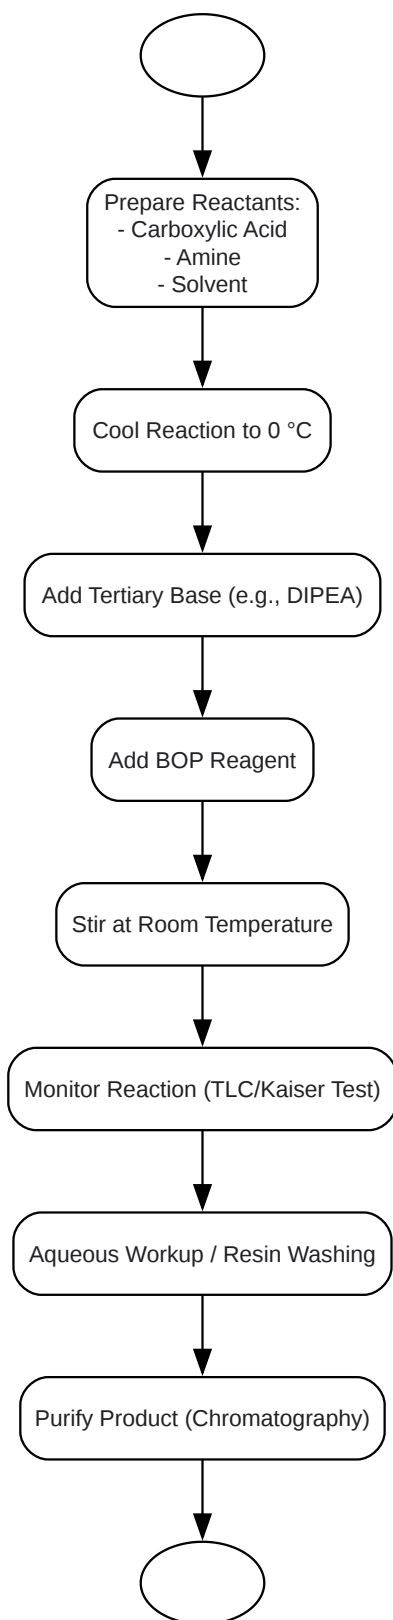 Prepare Reactants:
- Carboxylic Acid
- Amine
- Solvent
Cool Reaction to 0 °C
Add Tertiary Base (e.g., DIPEA)
Add BOP Reagent
Stir at Room Temperature
Monitor Reaction (TLC/Kaiser Test)
Aqueous Workup / Resin Washing
Purify Product (Chromatography)